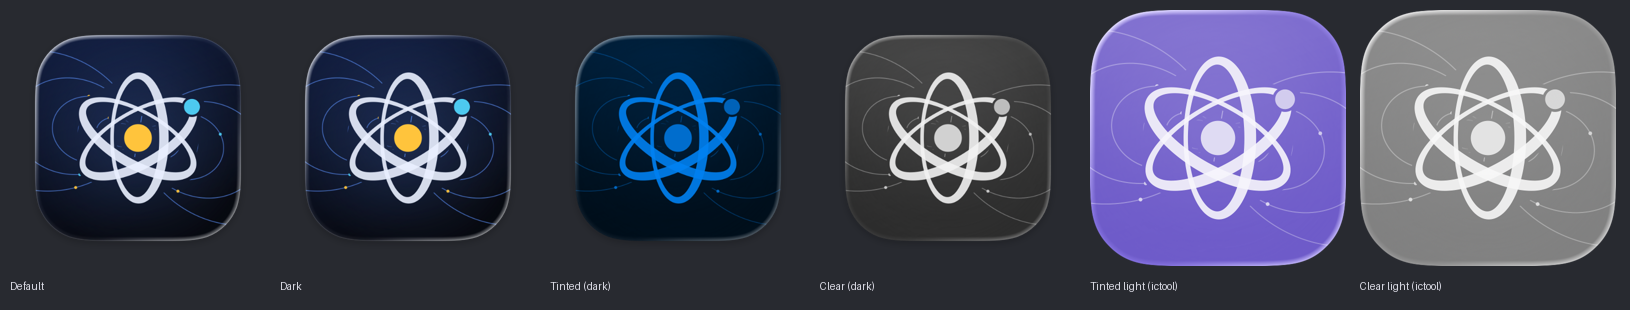 Default
Dark
Tinted (dark)
Clear (dark)
Tinted light (ictool)
Clear light (ictool)